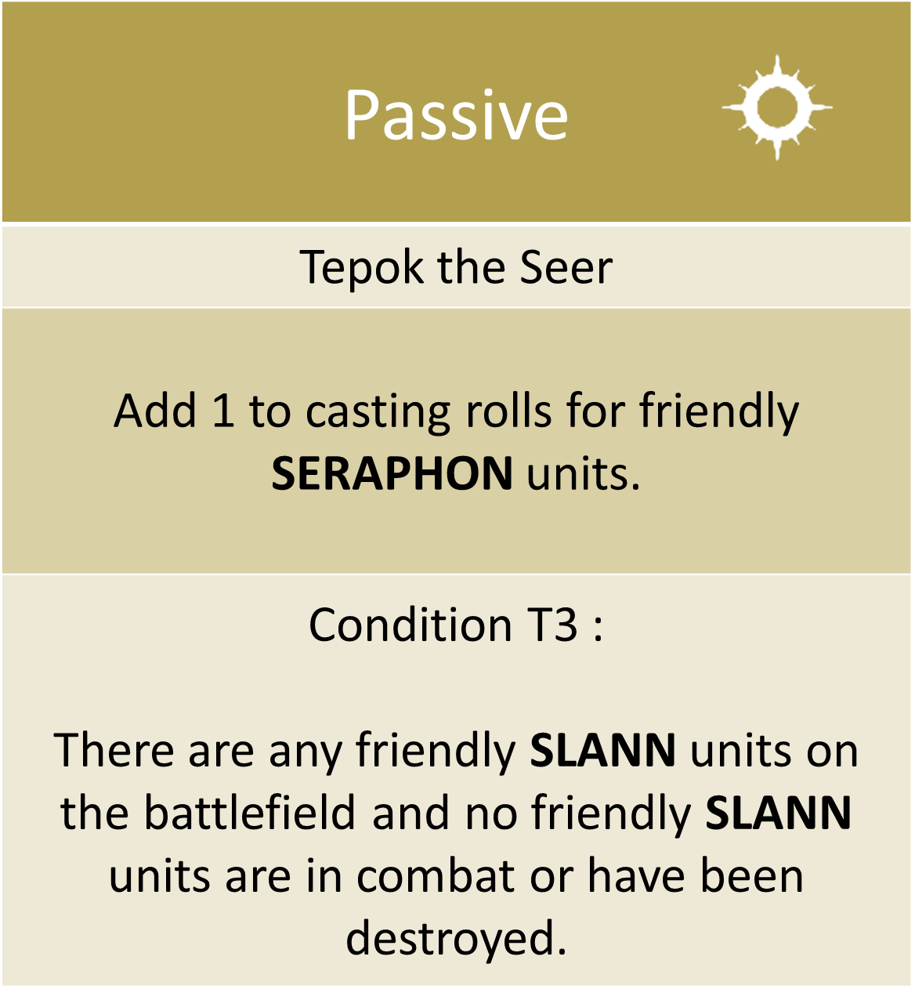 Passive
Tepok the Seer
Add 1 to casting rolls for friendly
SERAPHON units.
Condition T3 :
There are any friendly SLANN units on
the battlefield and no friendly SLANN
units are in combat or have been
destroyed.